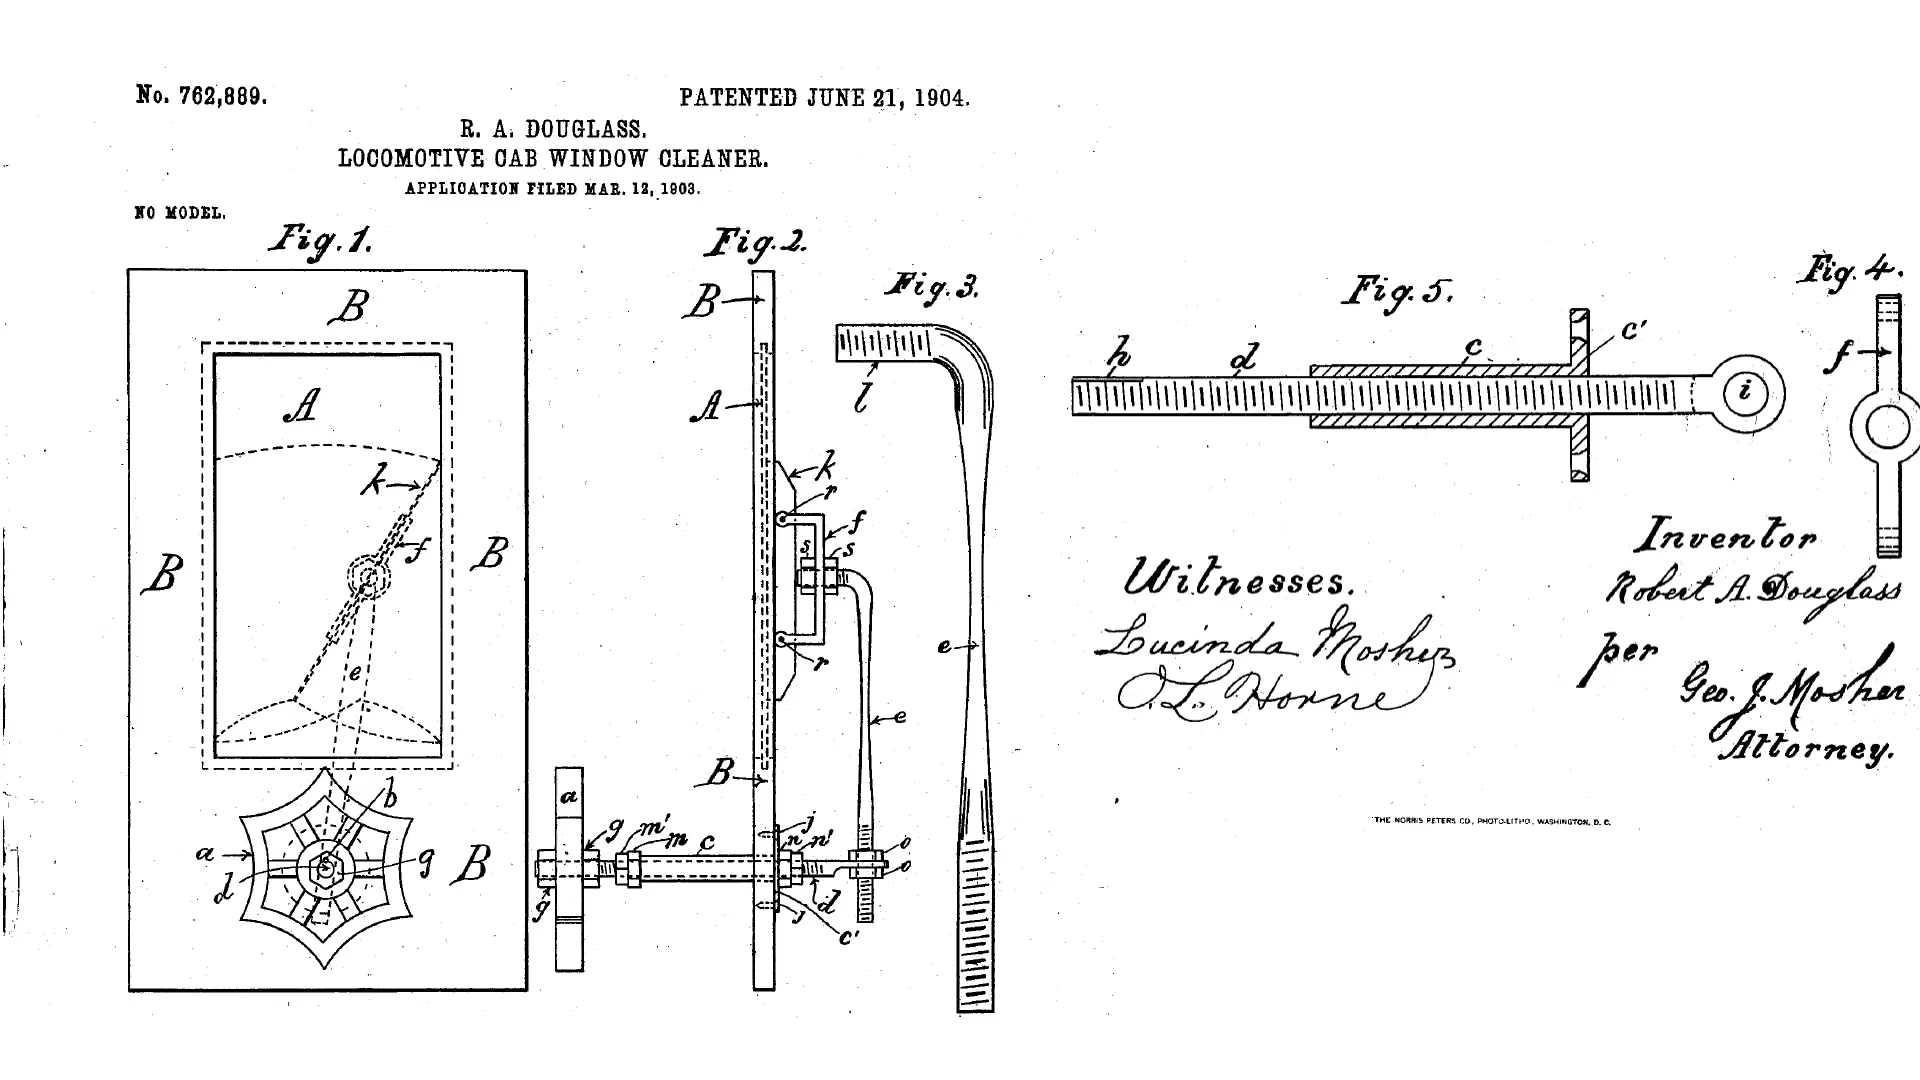 No. 762,889.
PATENTED JUNE 21, 1904.
R. A. DOUGLASS.
LOCOMOTIVE CAB WINDOW CLEANER.
APPLICATION FILED MAR. 12, 1903.
NO MODEL.
Fig. 1.
B
A
k
f
B
B
e
b
a
d
g
B
Fig. 2.
B
A
k
r
f
s
s
r
e
B
a
g
m'
m
c
j
n
n'
o
o
g
d
j
c'
Fig. 3.
l
e
Fig. 5.
h
d
c
c'
i
Fig. 4.
f
Witnesses.
Lucinda Mosher
O. L. Horne
Inventor
Robert A. Douglass
per
Geo. J. Mosher
Attorney.
THE NORRIS PETERS CO., PHOTO-LITHO., WASHINGTON, D. C.